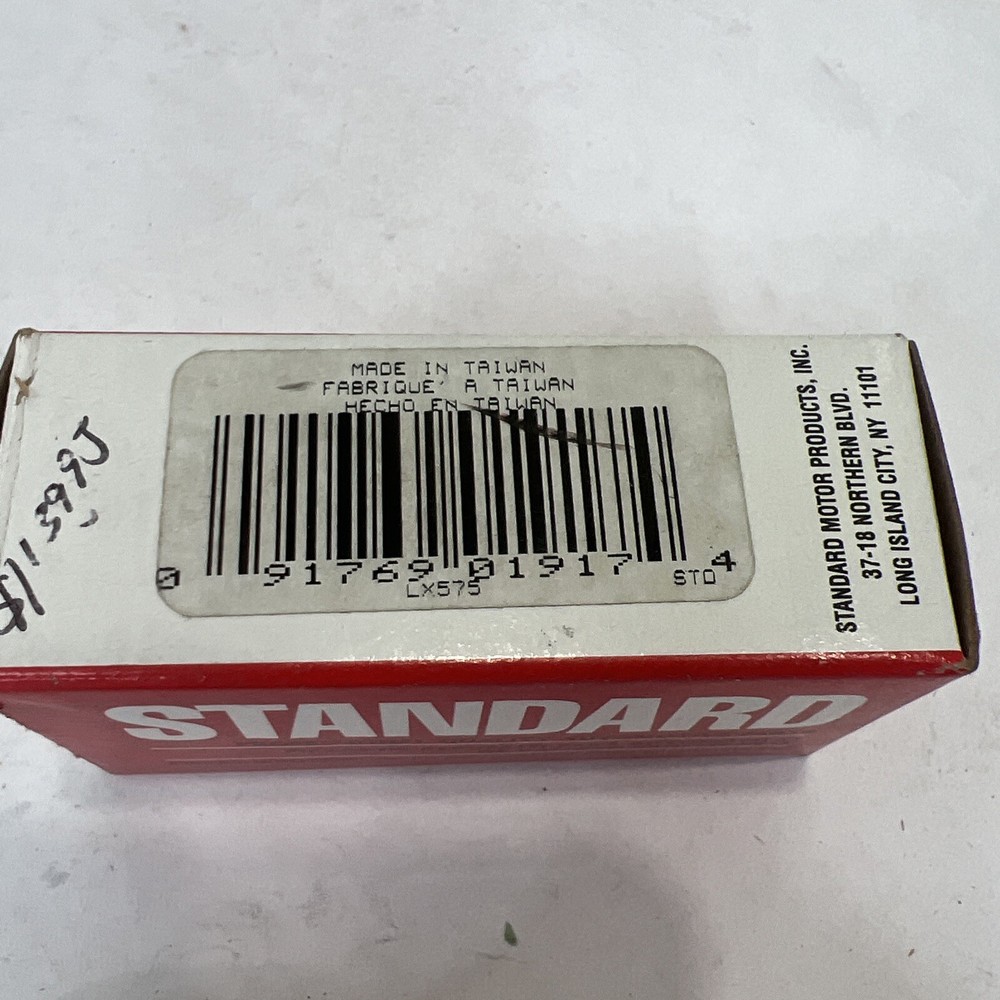 MADE IN TAIWAN
FABRIQUE' A TAIWAN
HECHO EN TAIWAN
0 91769 01917 4
LX575 STD
STANDARD MOTOR PRODUCTS, INC.
37-18 NORTHERN BLVD.
LONG ISLAND CITY, NY 11101
STANDARD